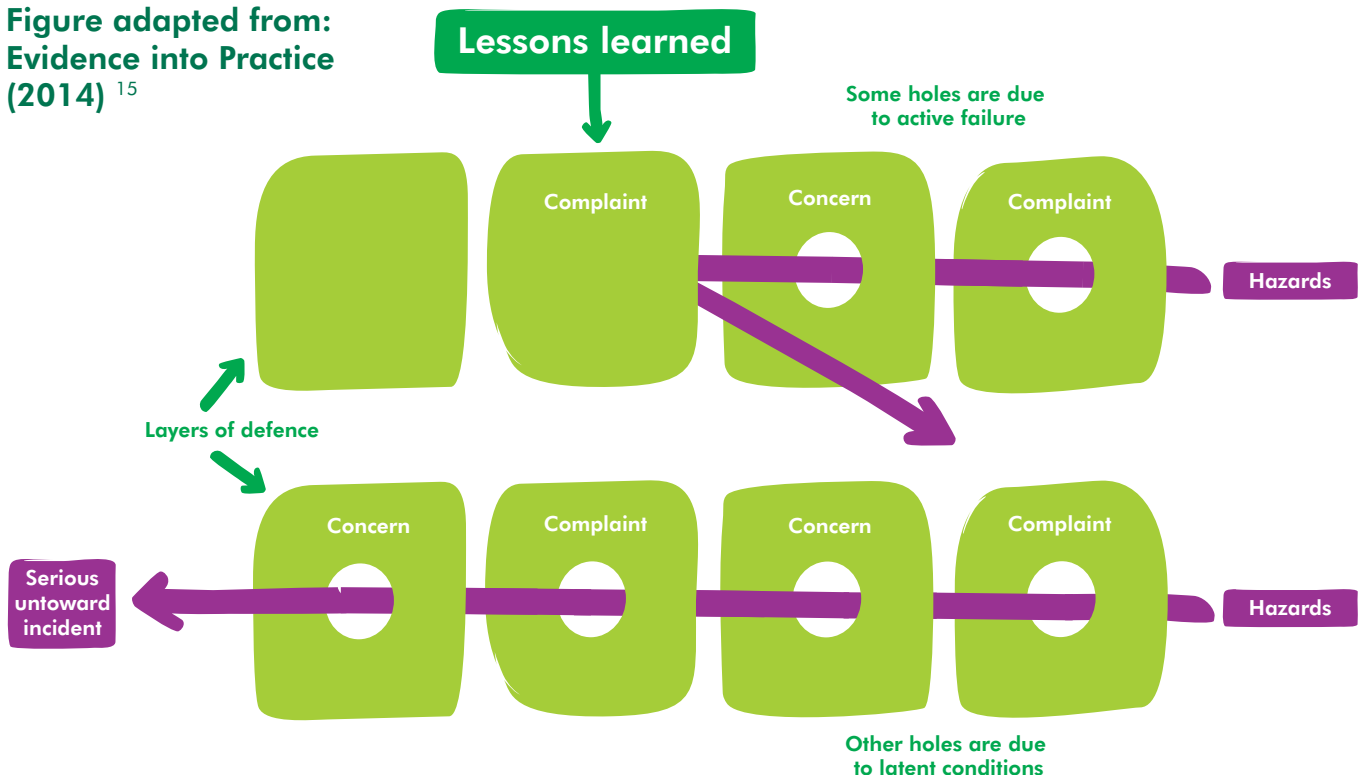 Figure adapted from:
Evidence into Practice
(2014) 15
Lessons learned
Some holes are due
to active failure
Complaint
Concern
Complaint
Hazards
Layers of defence
Concern
Complaint
Concern
Complaint
Serious
untoward
incident
Hazards
Other holes are due
to latent conditions